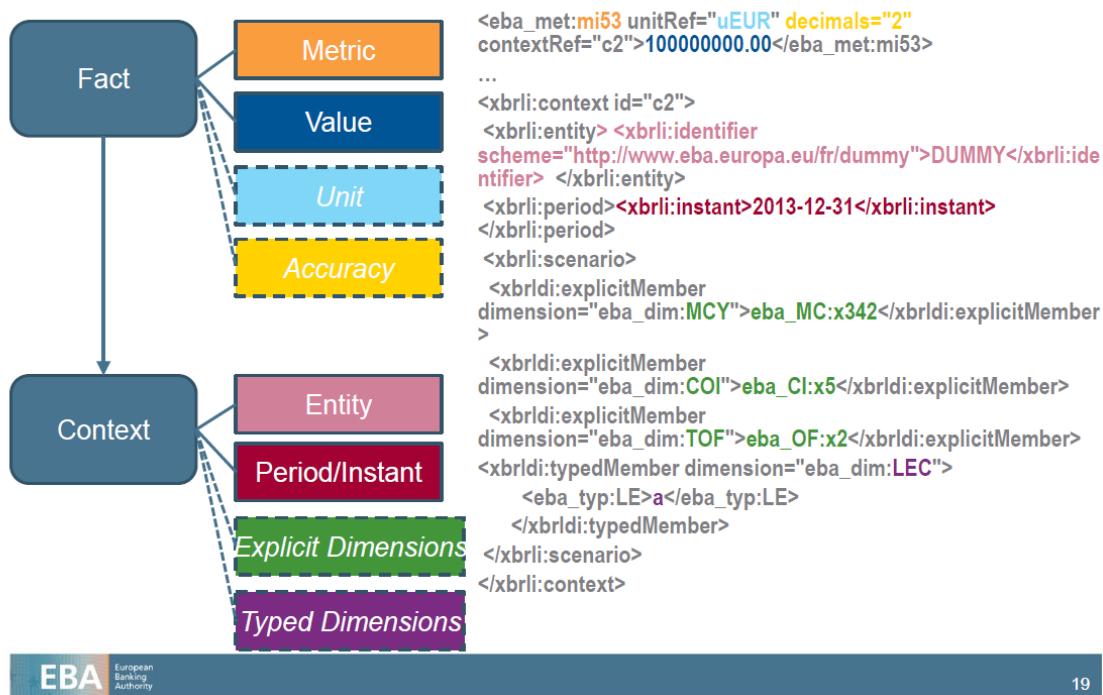 Fact
Metric
Value
Unit
Accuracy
Context
Entity
Period/Instant
Explicit Dimensions
Typed Dimensions
<eba_met:mi53 unitRef="uEUR" decimals="2"
contextRef="c2">100000000.00</eba_met:mi53>
…
<xbrli:context id="c2">
<xbrli:entity> <xbrli:identifier
scheme="http://www.eba.europa.eu/fr/dummy">DUMMY</xbrli:ide
ntifier> </xbrli:entity>
<xbrli:period><xbrli:instant>2013-12-31</xbrli:instant>
</xbrli:period>
<xbrli:scenario>
<xbrldi:explicitMember
dimension="eba_dim:MCY">eba_MC:x342</xbrldi:explicitMember
>
<xbrldi:explicitMember
dimension="eba_dim:COI">eba_CI:x5</xbrldi:explicitMember>
<xbrldi:explicitMember
dimension="eba_dim:TOF">eba_OF:x2</xbrldi:explicitMember>
<xbrldi:typedMember dimension="eba_dim:LEC">
<eba_typ:LE>a</eba_typ:LE>
</xbrldi:typedMember>
</xbrli:scenario>
</xbrli:context>
EBA
European
Banking
Authority
19